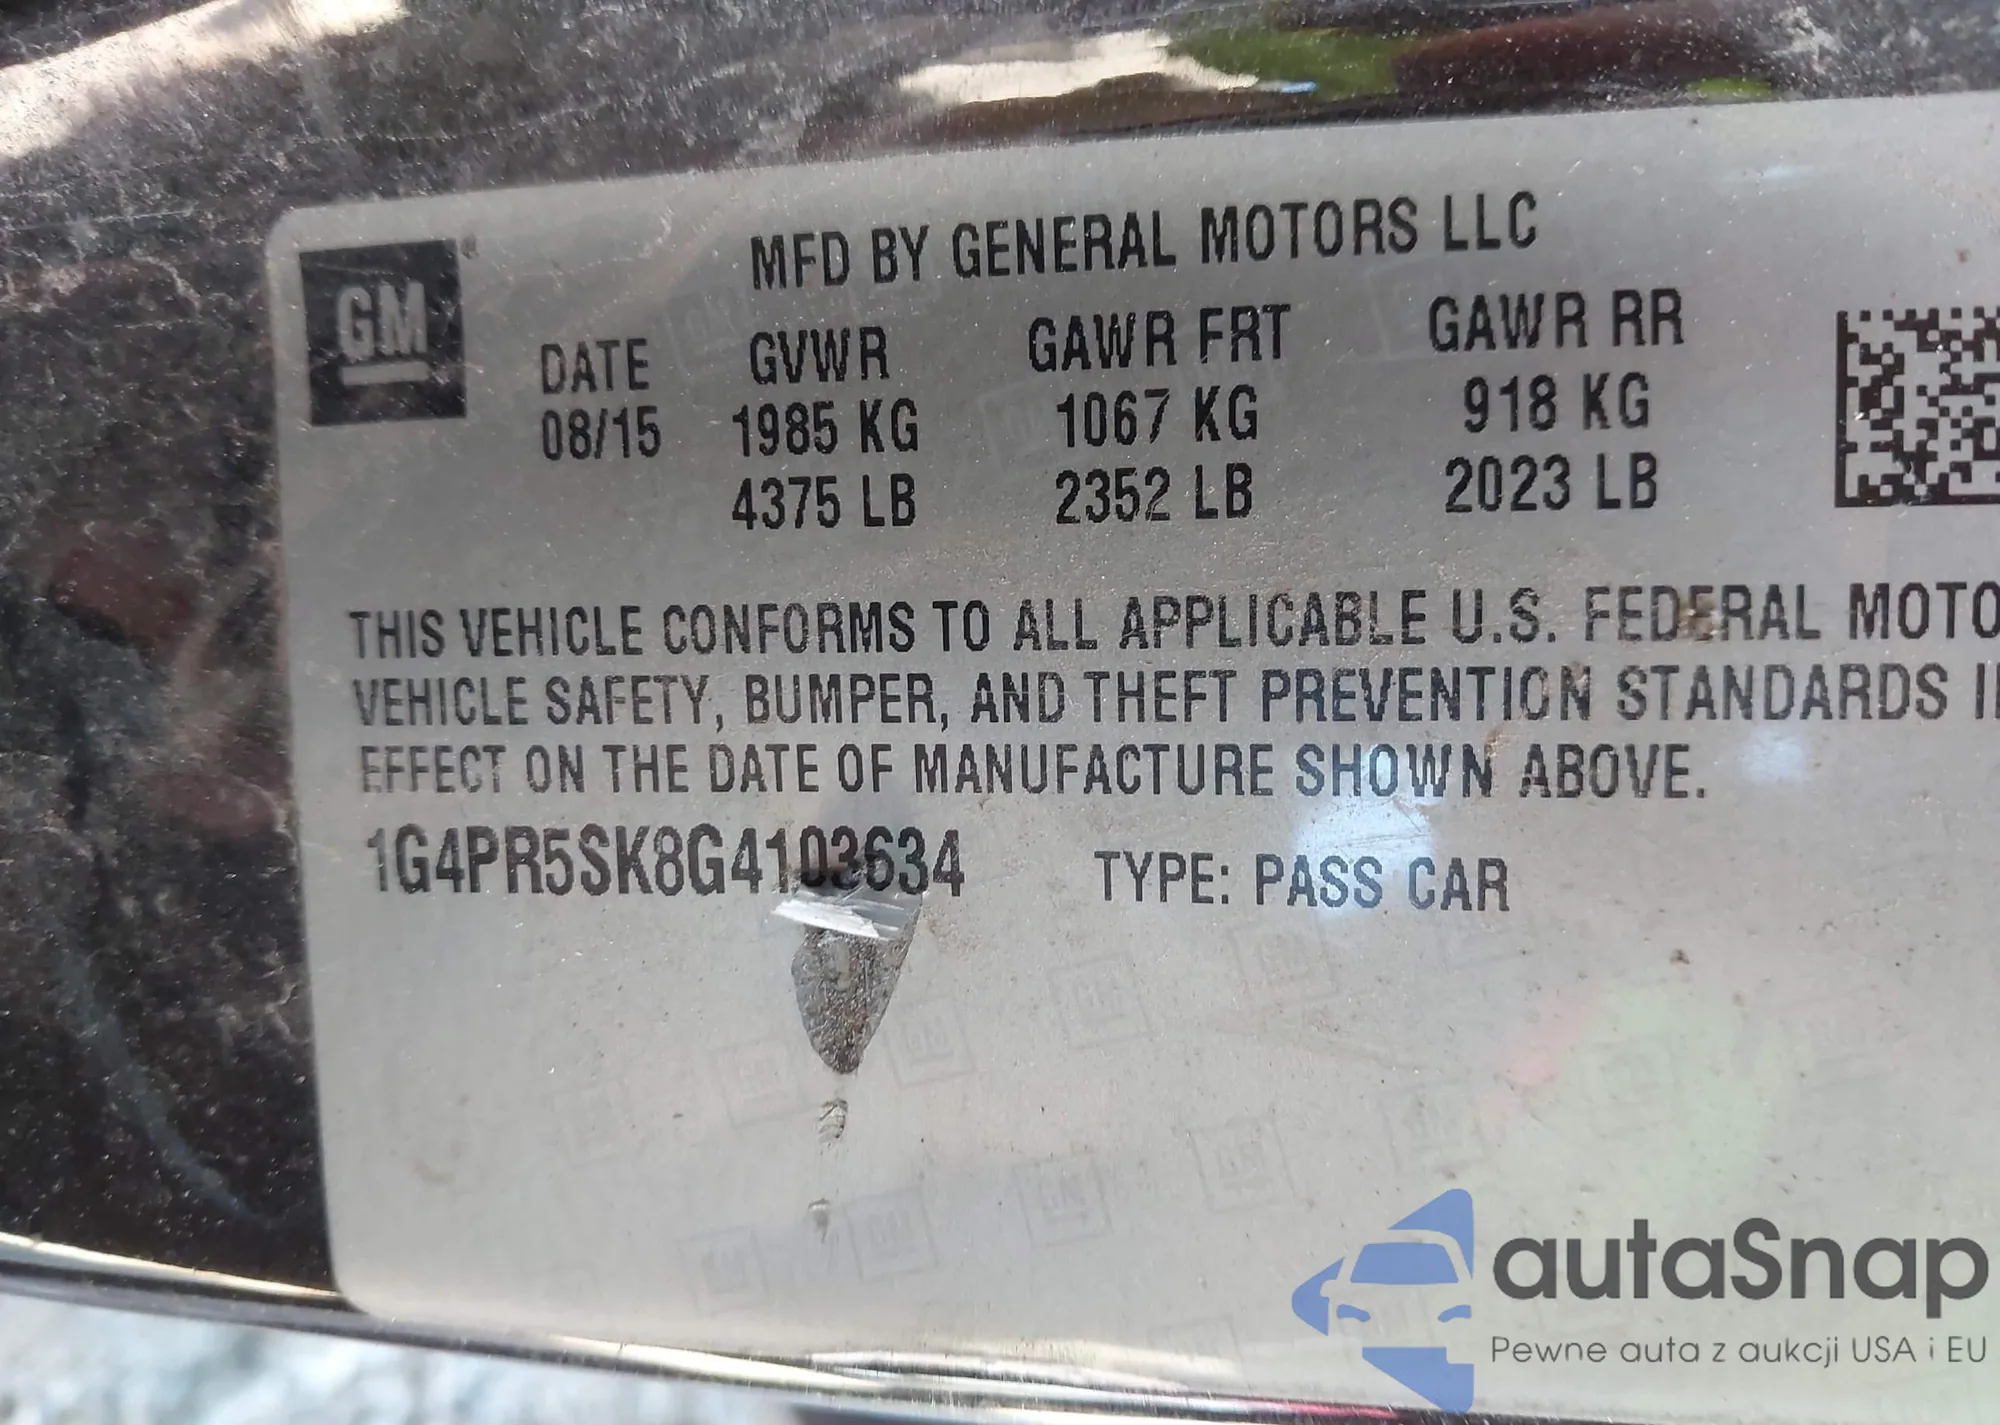 GM
MFD BY GENERAL MOTORS LLC
DATE GVWR GAWR FRT GAWR RR
08/15 1985 KG 1067 KG 918 KG
4375 LB 2352 LB 2023 LB
THIS VEHICLE CONFORMS TO ALL APPLICABLE U.S. FEDERAL MOTO
VEHICLE SAFETY, BUMPER, AND THEFT PREVENTION STANDARDS I
EFFECT ON THE DATE OF MANUFACTURE SHOWN ABOVE.
1G4PR5SK8G4103634 TYPE: PASS CAR
autaSnap
Pewne auta z aukcji USA i EU